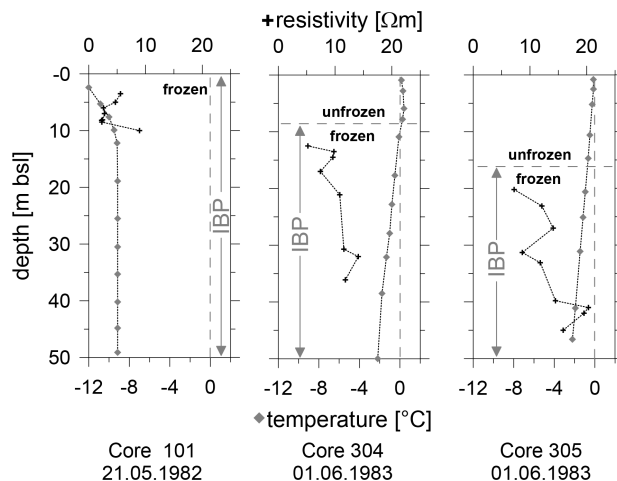 +resistivity [Ωm]
0 10 20 0 10 20 0 10 20
-0
10
20
30
40
50
depth [m bsl]
frozen
IBP
unfrozen
frozen
IBP
unfrozen
frozen
IBP
-12 -8 -4 0 -12 -8 -4 0 -12 -8 -4 0
temperature [°C]
Core 101 Core 304 Core 305
21.05.1982 01.06.1983 01.06.1983